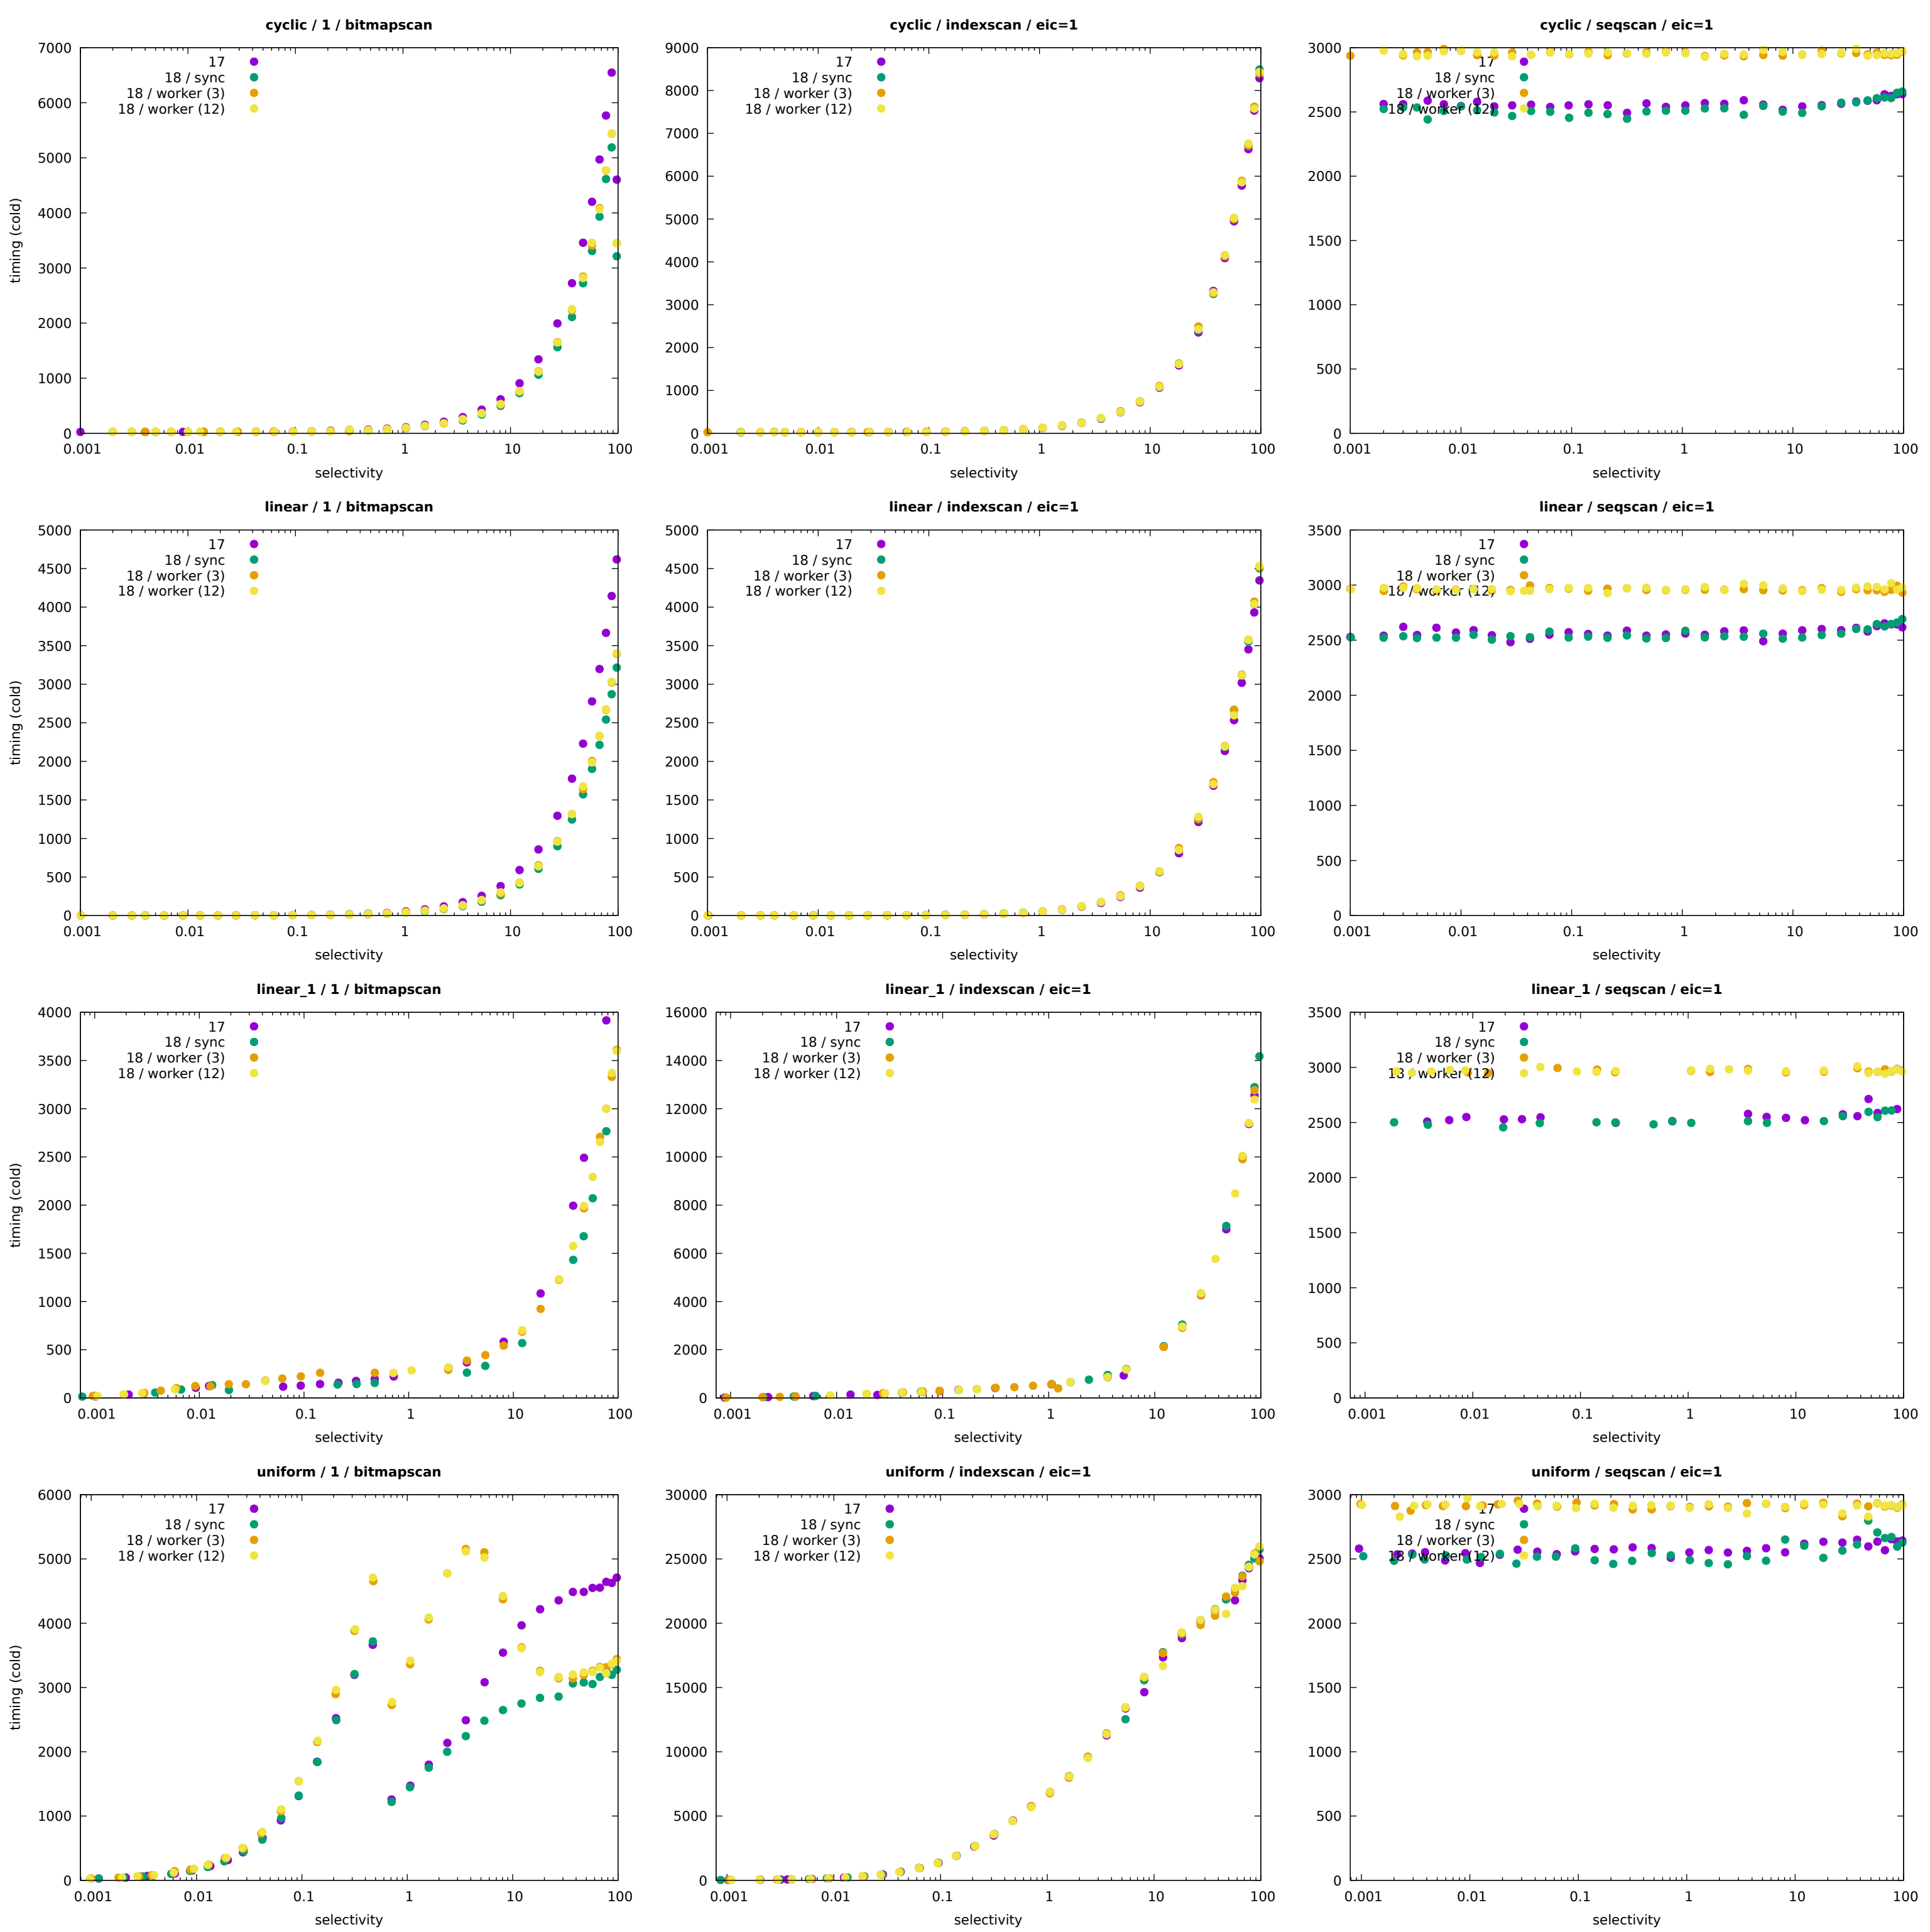 cyclic / 1 / bitmapscan
7000
6000
5000
4000
3000
2000
1000
0
0.001 0.01 0.1 1 10 100
timing (cold)
selectivity
17
18 / sync
18 / worker (3)
18 / worker (12)
cyclic / indexscan / eic=1
9000
8000
7000
6000
5000
4000
3000
2000
1000
0
0.001 0.01 0.1 1 10 100
selectivity
17
18 / sync
18 / worker (3)
18 / worker (12)
cyclic / seqscan / eic=1
3000
2500
2000
1500
1000
500
0
0.001 0.01 0.1 1 10 100
selectivity
17
18 / sync
18 / worker (3)
18 / worker (12)
linear / 1 / bitmapscan
5000
4500
4000
3500
3000
2500
2000
1500
1000
500
0
0.001 0.01 0.1 1 10 100
timing (cold)
selectivity
17
18 / sync
18 / worker (3)
18 / worker (12)
linear / indexscan / eic=1
5000
4500
4000
3500
3000
2500
2000
1500
1000
500
0
0.001 0.01 0.1 1 10 100
selectivity
17
18 / sync
18 / worker (3)
18 / worker (12)
linear / seqscan / eic=1
3500
3000
2500
2000
1500
1000
500
0
0.001 0.01 0.1 1 10 100
selectivity
17
18 / sync
18 / worker (3)
18 / worker (12)
linear_1 / 1 / bitmapscan
4000
3500
3000
2500
2000
1500
1000
500
0
0.001 0.01 0.1 1 10 100
timing (cold)
selectivity
17
18 / sync
18 / worker (3)
18 / worker (12)
linear_1 / indexscan / eic=1
16000
14000
12000
10000
8000
6000
4000
2000
0
0.001 0.01 0.1 1 10 100
selectivity
17
18 / sync
18 / worker (3)
18 / worker (12)
linear_1 / seqscan / eic=1
3500
3000
2500
2000
1500
1000
500
0
0.001 0.01 0.1 1 10 100
selectivity
17
18 / sync
18 / worker (3)
18 / worker (12)
uniform / 1 / bitmapscan
6000
5000
4000
3000
2000
1000
0
0.001 0.01 0.1 1 10 100
timing (cold)
selectivity
17
18 / sync
18 / worker (3)
18 / worker (12)
uniform / indexscan / eic=1
30000
25000
20000
15000
10000
5000
0
0.001 0.01 0.1 1 10 100
selectivity
17
18 / sync
18 / worker (3)
18 / worker (12)
uniform / seqscan / eic=1
3000
2500
2000
1500
1000
500
0
0.001 0.01 0.1 1 10 100
selectivity
17
18 / sync
18 / worker (3)
18 / worker (12)